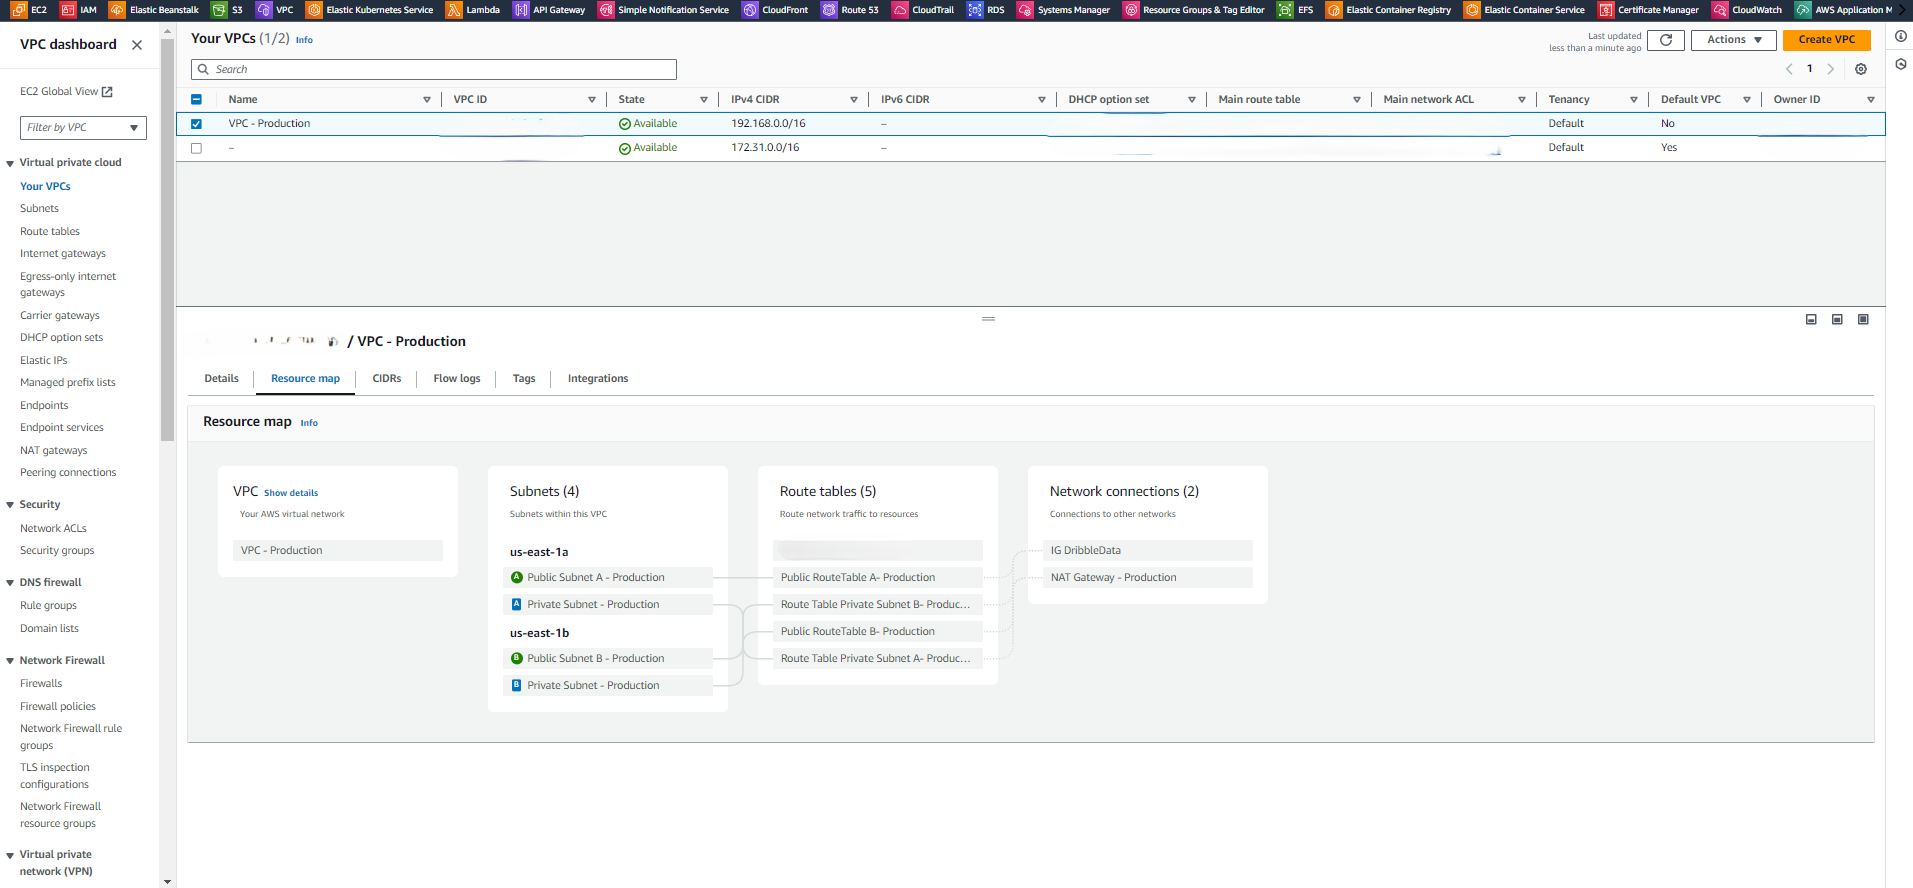 EC2 IAM Elastic Beanstalk S3 VPC Elastic Kubernetes Service Lambda API Gateway Simple Notification Service CloudFront Route 53 CloudTrail RDS Systems Manager Resource Groups & Tag Editor EFS Elastic Container Registry Elastic Container Service Certificate Manager CloudWatch AWS Application M
VPC dashboard
EC2 Global View
Filter by VPC
Virtual private cloud
Your VPCs
Subnets
Route tables
Internet gateways
Egress-only internet
gateways
Carrier gateways
DHCP option sets
Elastic IPs
Managed prefix lists
Endpoints
Endpoint services
NAT gateways
Peering connections
Security
Network ACLs
Security groups
DNS firewall
Rule groups
Domain lists
Network Firewall
Firewalls
Firewall policies
Network Firewall rule
groups
TLS inspection
configurations
Network Firewall
resource groups
Virtual private
network (VPN)
Your VPCs (1/2) Info
Last updated
less than a minute ago
Actions
Create VPC
Search
1
Name VPC ID State IPv4 CIDR IPv6 CIDR DHCP option set Main route table Main network ACL Tenancy Default VPC Owner ID
VPC - Production Available 192.168.0.0/16 – Default No
– Available 172.31.0.0/16 – Default Yes
/ VPC - Production
Details Resource map CIDRs Flow logs Tags Integrations
Resource map Info
VPC Show details
Your AWS virtual network
VPC - Production
Subnets (4)
Subnets within this VPC
us-east-1a
A Public Subnet A - Production
A Private Subnet - Production
us-east-1b
B Public Subnet B - Production
B Private Subnet - Production
Route tables (5)
Route network traffic to resources
Public RouteTable A- Production
Route Table Private Subnet B- Produc...
Public RouteTable B- Production
Route Table Private Subnet A- Produc...
Network connections (2)
Connections to other networks
IG DribbleData
NAT Gateway - Production